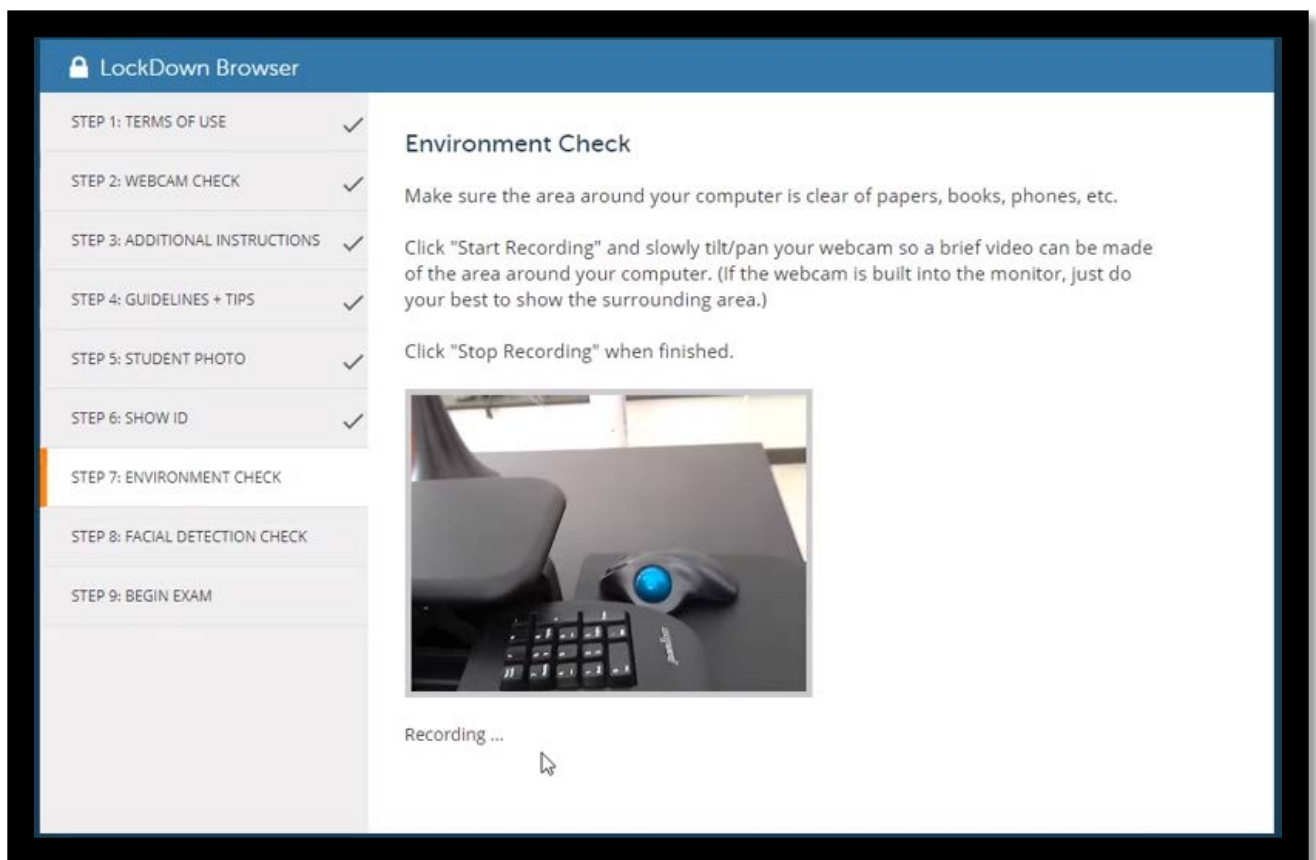 LockDown Browser
STEP 1: TERMS OF USE
STEP 2: WEBCAM CHECK
STEP 3: ADDITIONAL INSTRUCTIONS
STEP 4: GUIDELINES + TIPS
STEP 5: STUDENT PHOTO
STEP 6: SHOW ID
STEP 7: ENVIRONMENT CHECK
STEP 8: FACIAL DETECTION CHECK
STEP 9: BEGIN EXAM
Environment Check
Make sure the area around your computer is clear of papers, books, phones, etc.
Click "Start Recording" and slowly tilt/pan your webcam so a brief video can be made
of the area around your computer. (If the webcam is built into the monitor, just do
your best to show the surrounding area.)
Click "Stop Recording" when finished.
Recording ...